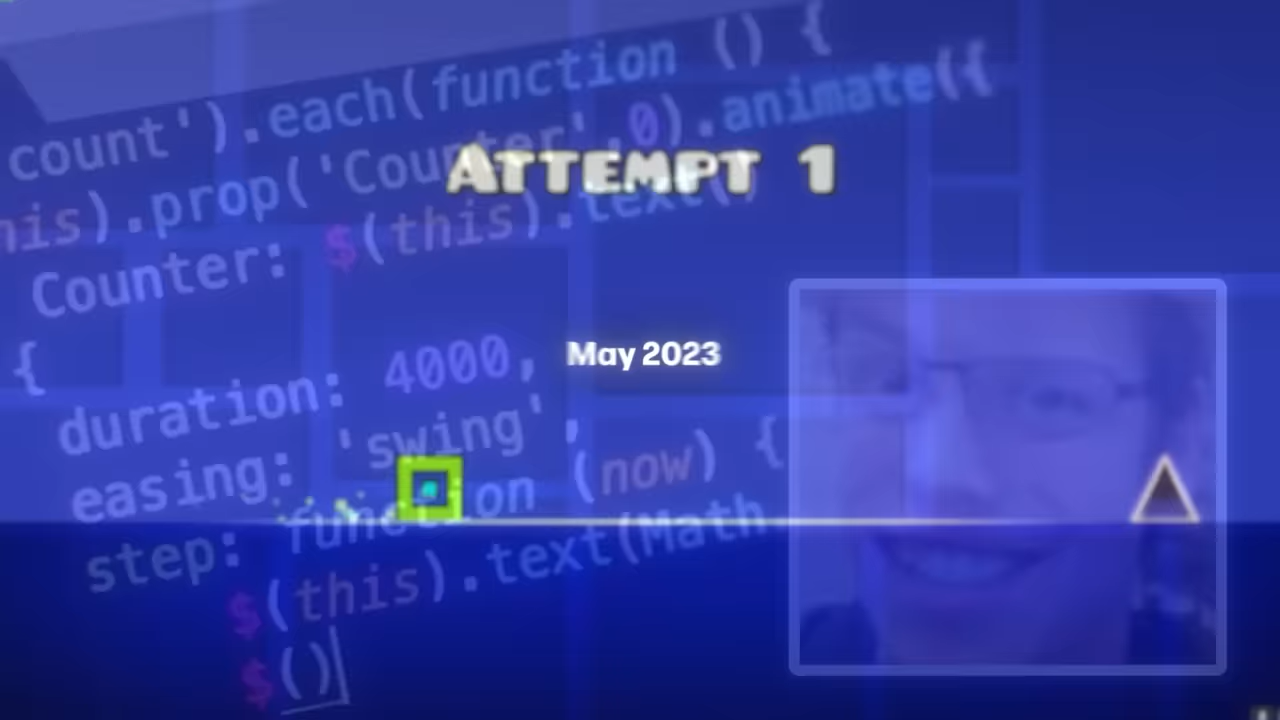 count').each(function () {
his).prop('Counter',0).animate({
Counter: $(this).text()
ATTEMPT 1
{
May 2023
duration: 4000,
easing: 'swing',
step: function (now) {
$(this).text(Math
$()